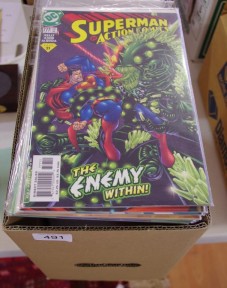 DC
SUPERMAN
ACTION COMICS
THE
ENEMY
WITHIN!
491